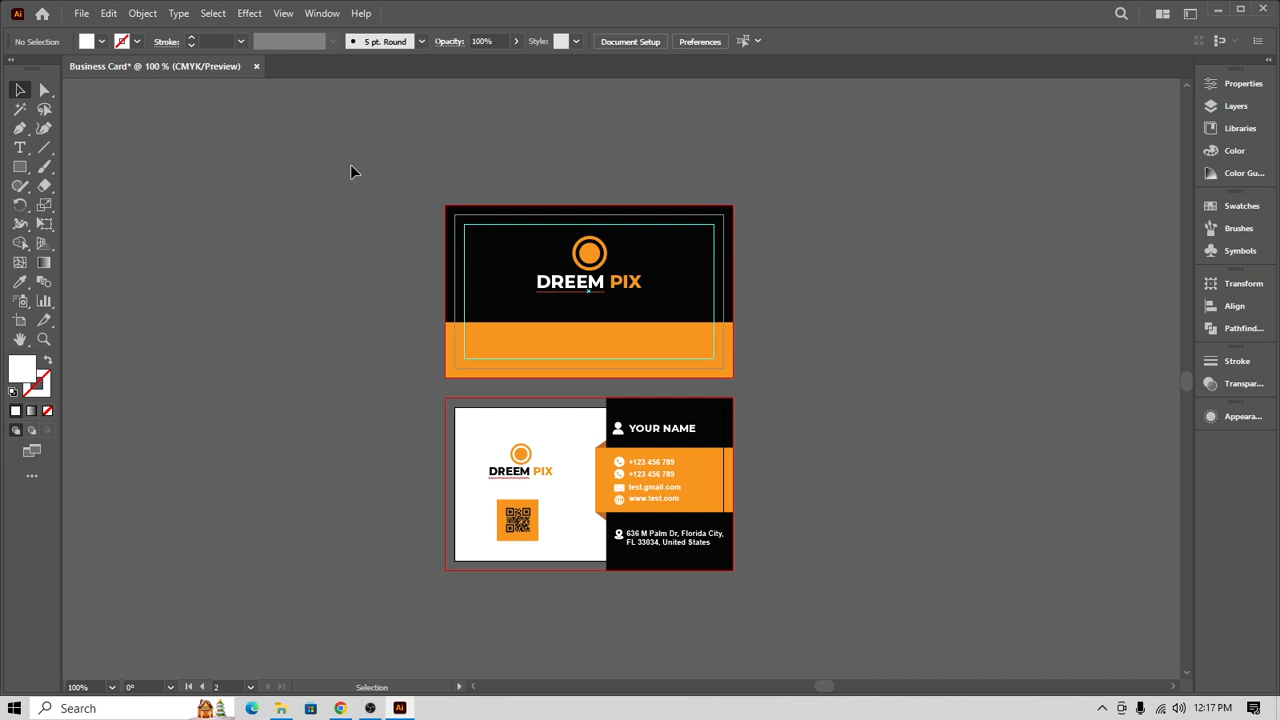 File Edit Object Type Select Effect View Window Help
No Selection Stroke: 5 pt. Round Opacity: 100% Style: Document Setup Preferences
Business Card* @ 100 % (CMYK/Preview)
Properties
Layers
Libraries
Color
Color Gu...
Swatches
Brushes
Symbols
Transform
Align
Pathfind...
Stroke
Transpar...
Appeara...
DREEM PIX
DREEM PIX
YOUR NAME
+123 456 789
+123 456 789
test.gmail.com
www.test.com
636 M Palm Dr, Florida City,
FL 33034, United States
100% 0° 2 Selection
Search 12:17 PM